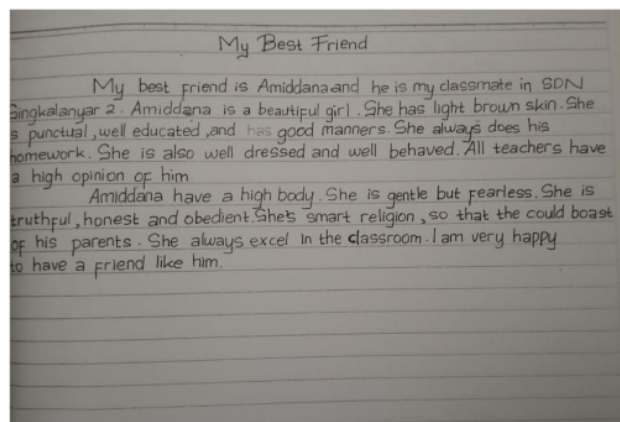 My Best Friend
My best friend is Amiddana and he is my classmate in SDN
Singkalanyar 2. Amiddana is a beautiful girl. She has light brown skin. She
is punctual, well educated, and has good manners. She always does his
homework. She is also well dressed and well behaved. All teachers have
a high opinion of him.
Amiddana have a high body. She is gentle but fearless. She is
truthful, honest and obedient. She's smart religion, so that the could boast
of his parents. She always excel in the classroom. I am very happy
to have a friend like him.